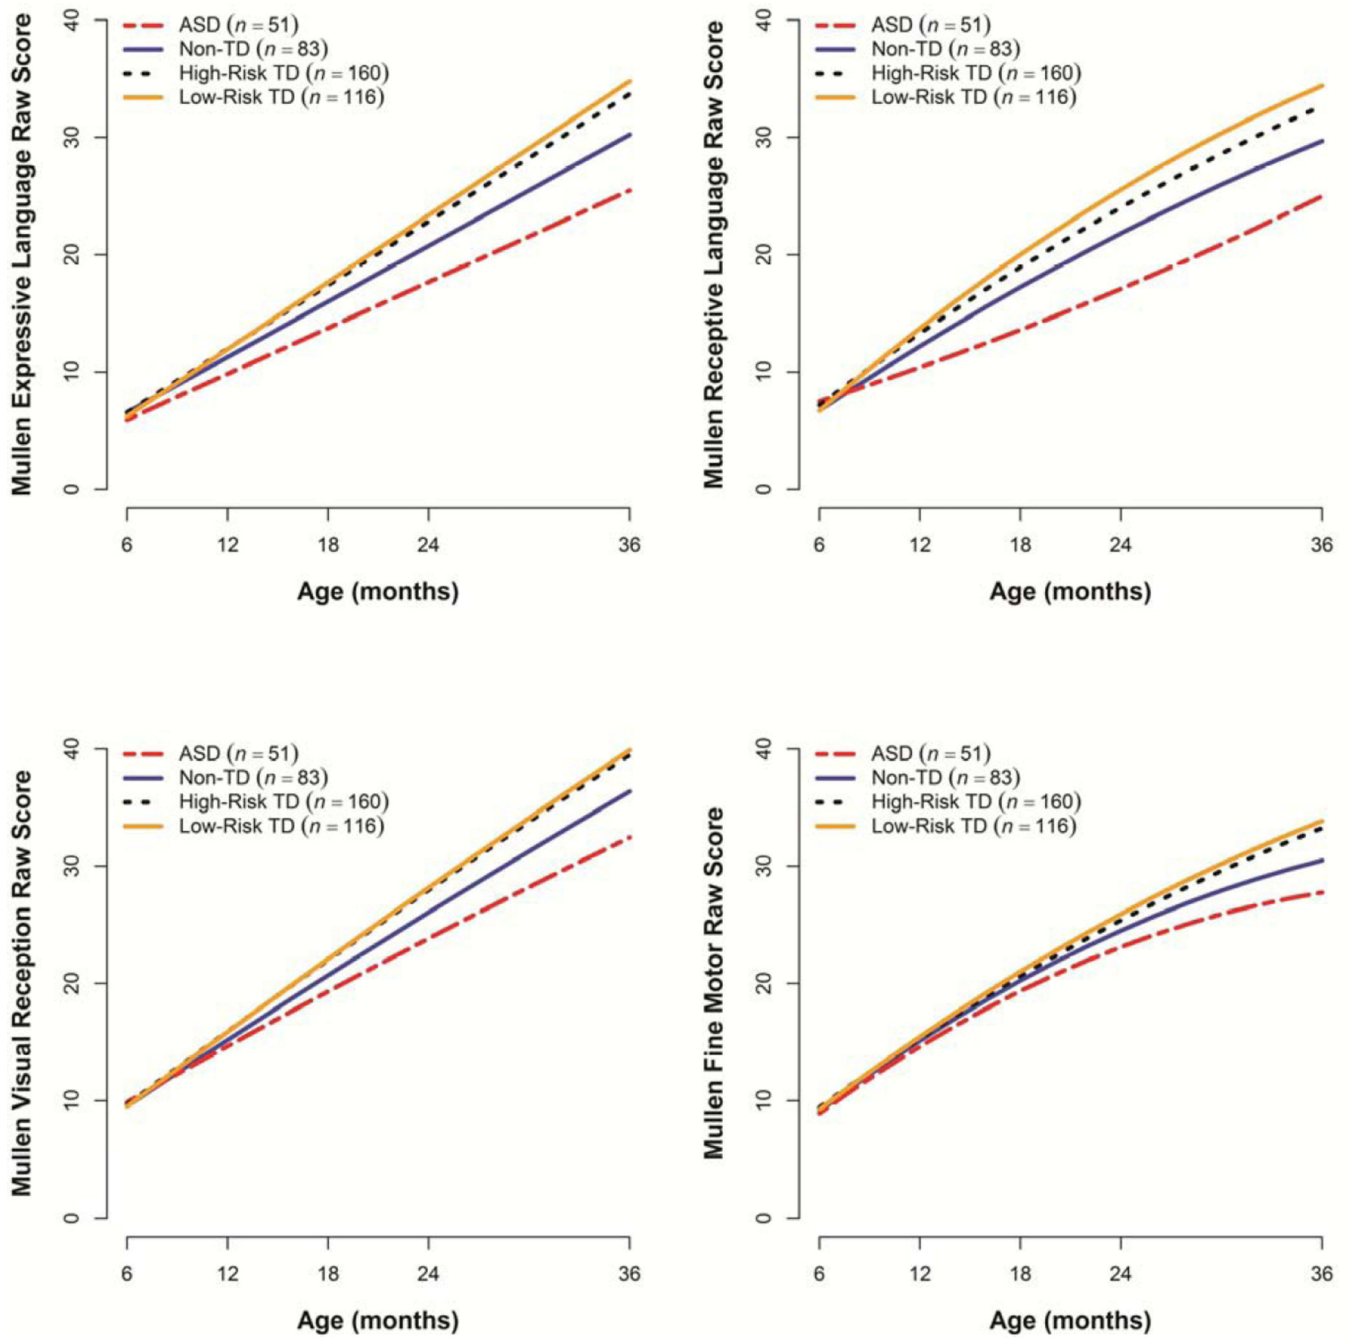 Mullen Expressive Language Raw Score
40
30
20
10
0
ASD (n = 51)
Non-TD (n = 83)
High-Risk TD (n = 160)
Low-Risk TD (n = 116)
6 12 18 24 36
Age (months)
Mullen Receptive Language Raw Score
40
30
20
10
0
ASD (n = 51)
Non-TD (n = 83)
High-Risk TD (n = 160)
Low-Risk TD (n = 116)
6 12 18 24 36
Age (months)
Mullen Visual Reception Raw Score
40
30
20
10
0
ASD (n = 51)
Non-TD (n = 83)
High-Risk TD (n = 160)
Low-Risk TD (n = 116)
6 12 18 24 36
Age (months)
Mullen Fine Motor Raw Score
40
30
20
10
0
ASD (n = 51)
Non-TD (n = 83)
High-Risk TD (n = 160)
Low-Risk TD (n = 116)
6 12 18 24 36
Age (months)